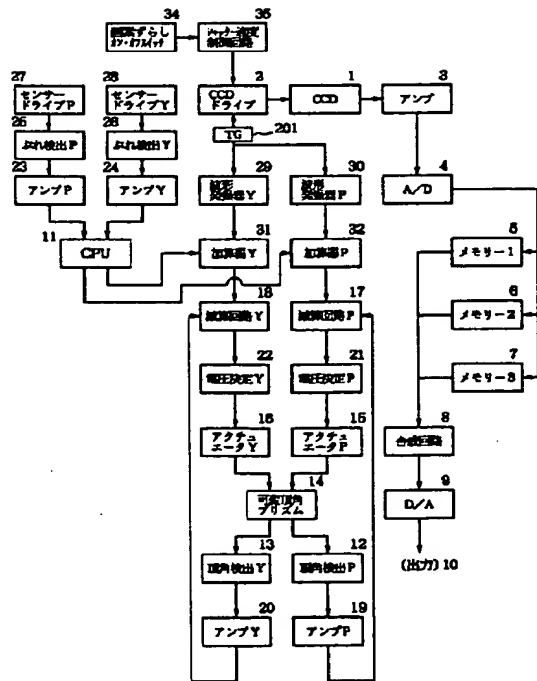 34
画素ずらし
オン・オフスイッチ
35
シャッター速度
制御回路
27
センサー
ドライブP
28
センサー
ドライブY
2
CCD
ドライブ
1
CCD
3
アンプ
TG
201
25
ぶれ検出P
26
ぶれ検出Y
29
波形
発振器Y
30
波形
発振器P
4
A/D
23
アンプP
24
アンプY
11
CPU
31
加算器Y
32
加算器P
5
メモリー1
18
減算回路Y
17
減算回路P
6
メモリー2
22
電圧決定Y
21
電圧決定P
7
メモリー3
16
アクチュ
エータY
15
アクチュ
エータP
8
合成回路
14
可変頂角
プリズム
9
D/A
13
頂角検出Y
12
頂角検出P
(出力)10
20
アンプY
19
アンプP